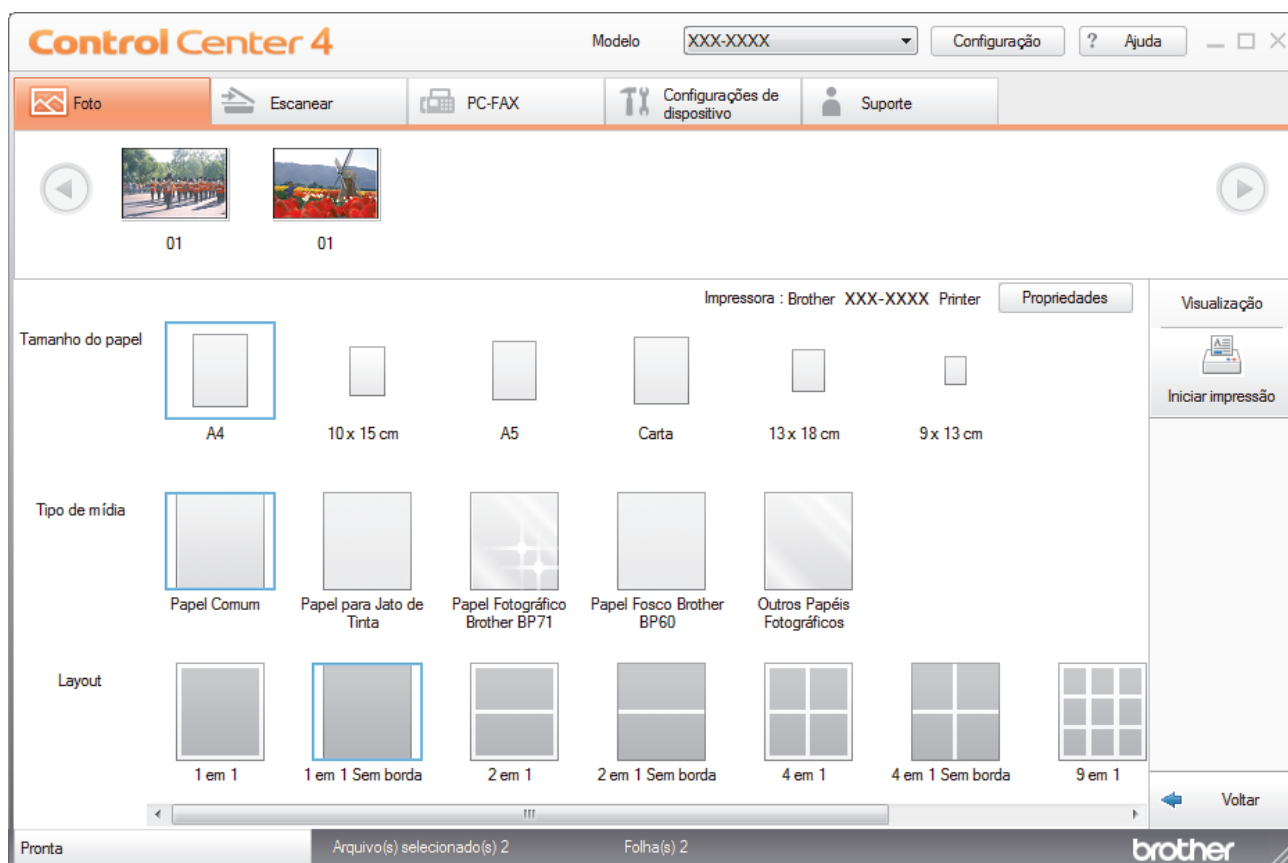 Control Center 4
Modelo XXX-XXXX Configuração ? Ajuda
Foto Escanear PC-FAX Configurações de dispositivo Suporte
01 01
Impressora : Brother XXX-XXXX Printer Propriedades
Visualização
Iniciar impressão
Tamanho do papel
A4 10 x 15 cm A5 Carta 13 x 18 cm 9 x 13 cm
Tipo de mídia
Papel Comum
Papel para Jato de
Tinta
Papel Fotográfico
Brother BP71
Papel Fosco Brother
BP60
Outros Papéis
Fotográficos
Layout
1 em 1 1 em 1 Sem borda 2 em 1 2 em 1 Sem borda 4 em 1 4 em 1 Sem borda 9 em 1
Voltar
Pronta Arquivo(s) selecionado(s) 2 Folha(s) 2 brother